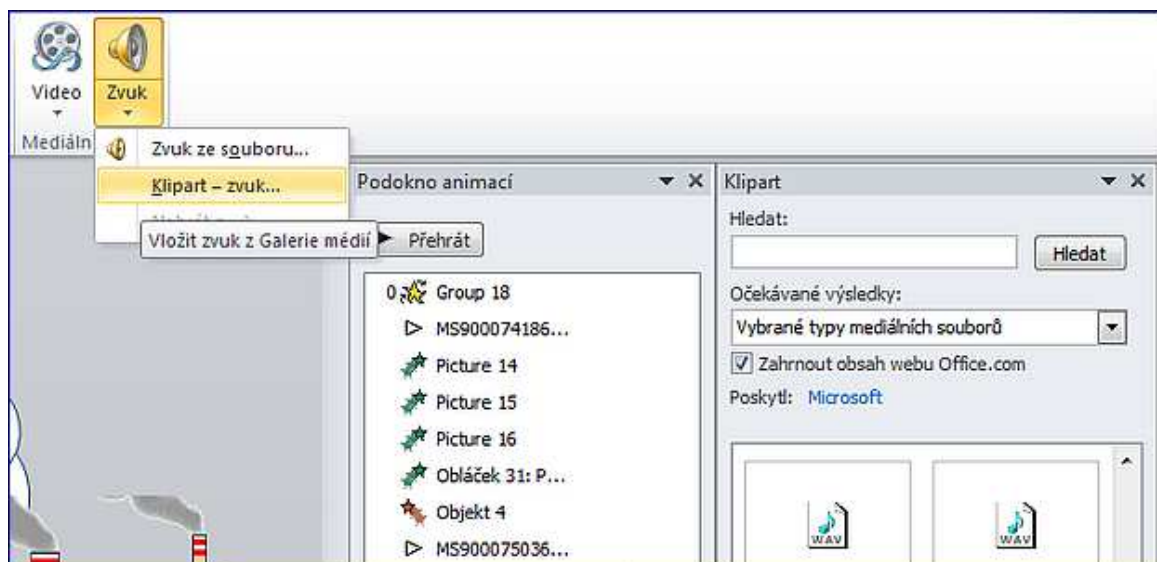 Video
Zvuk
Mediáln
Zvuk ze souboru...
Klipart – zvuk...
Vložit zvuk z Galerie médií
Podokno animací
Přehrát
0 Group 18
MS900074186...
Picture 14
Picture 15
Picture 16
Obláček 31: P...
Objekt 4
MS900075036...
Klipart
Hledat:
Hledat
Očekávané výsledky:
Vybrané typy mediálních souborů
Zahrnout obsah webu Office.com
Poskytl: Microsoft
WAV
WAV